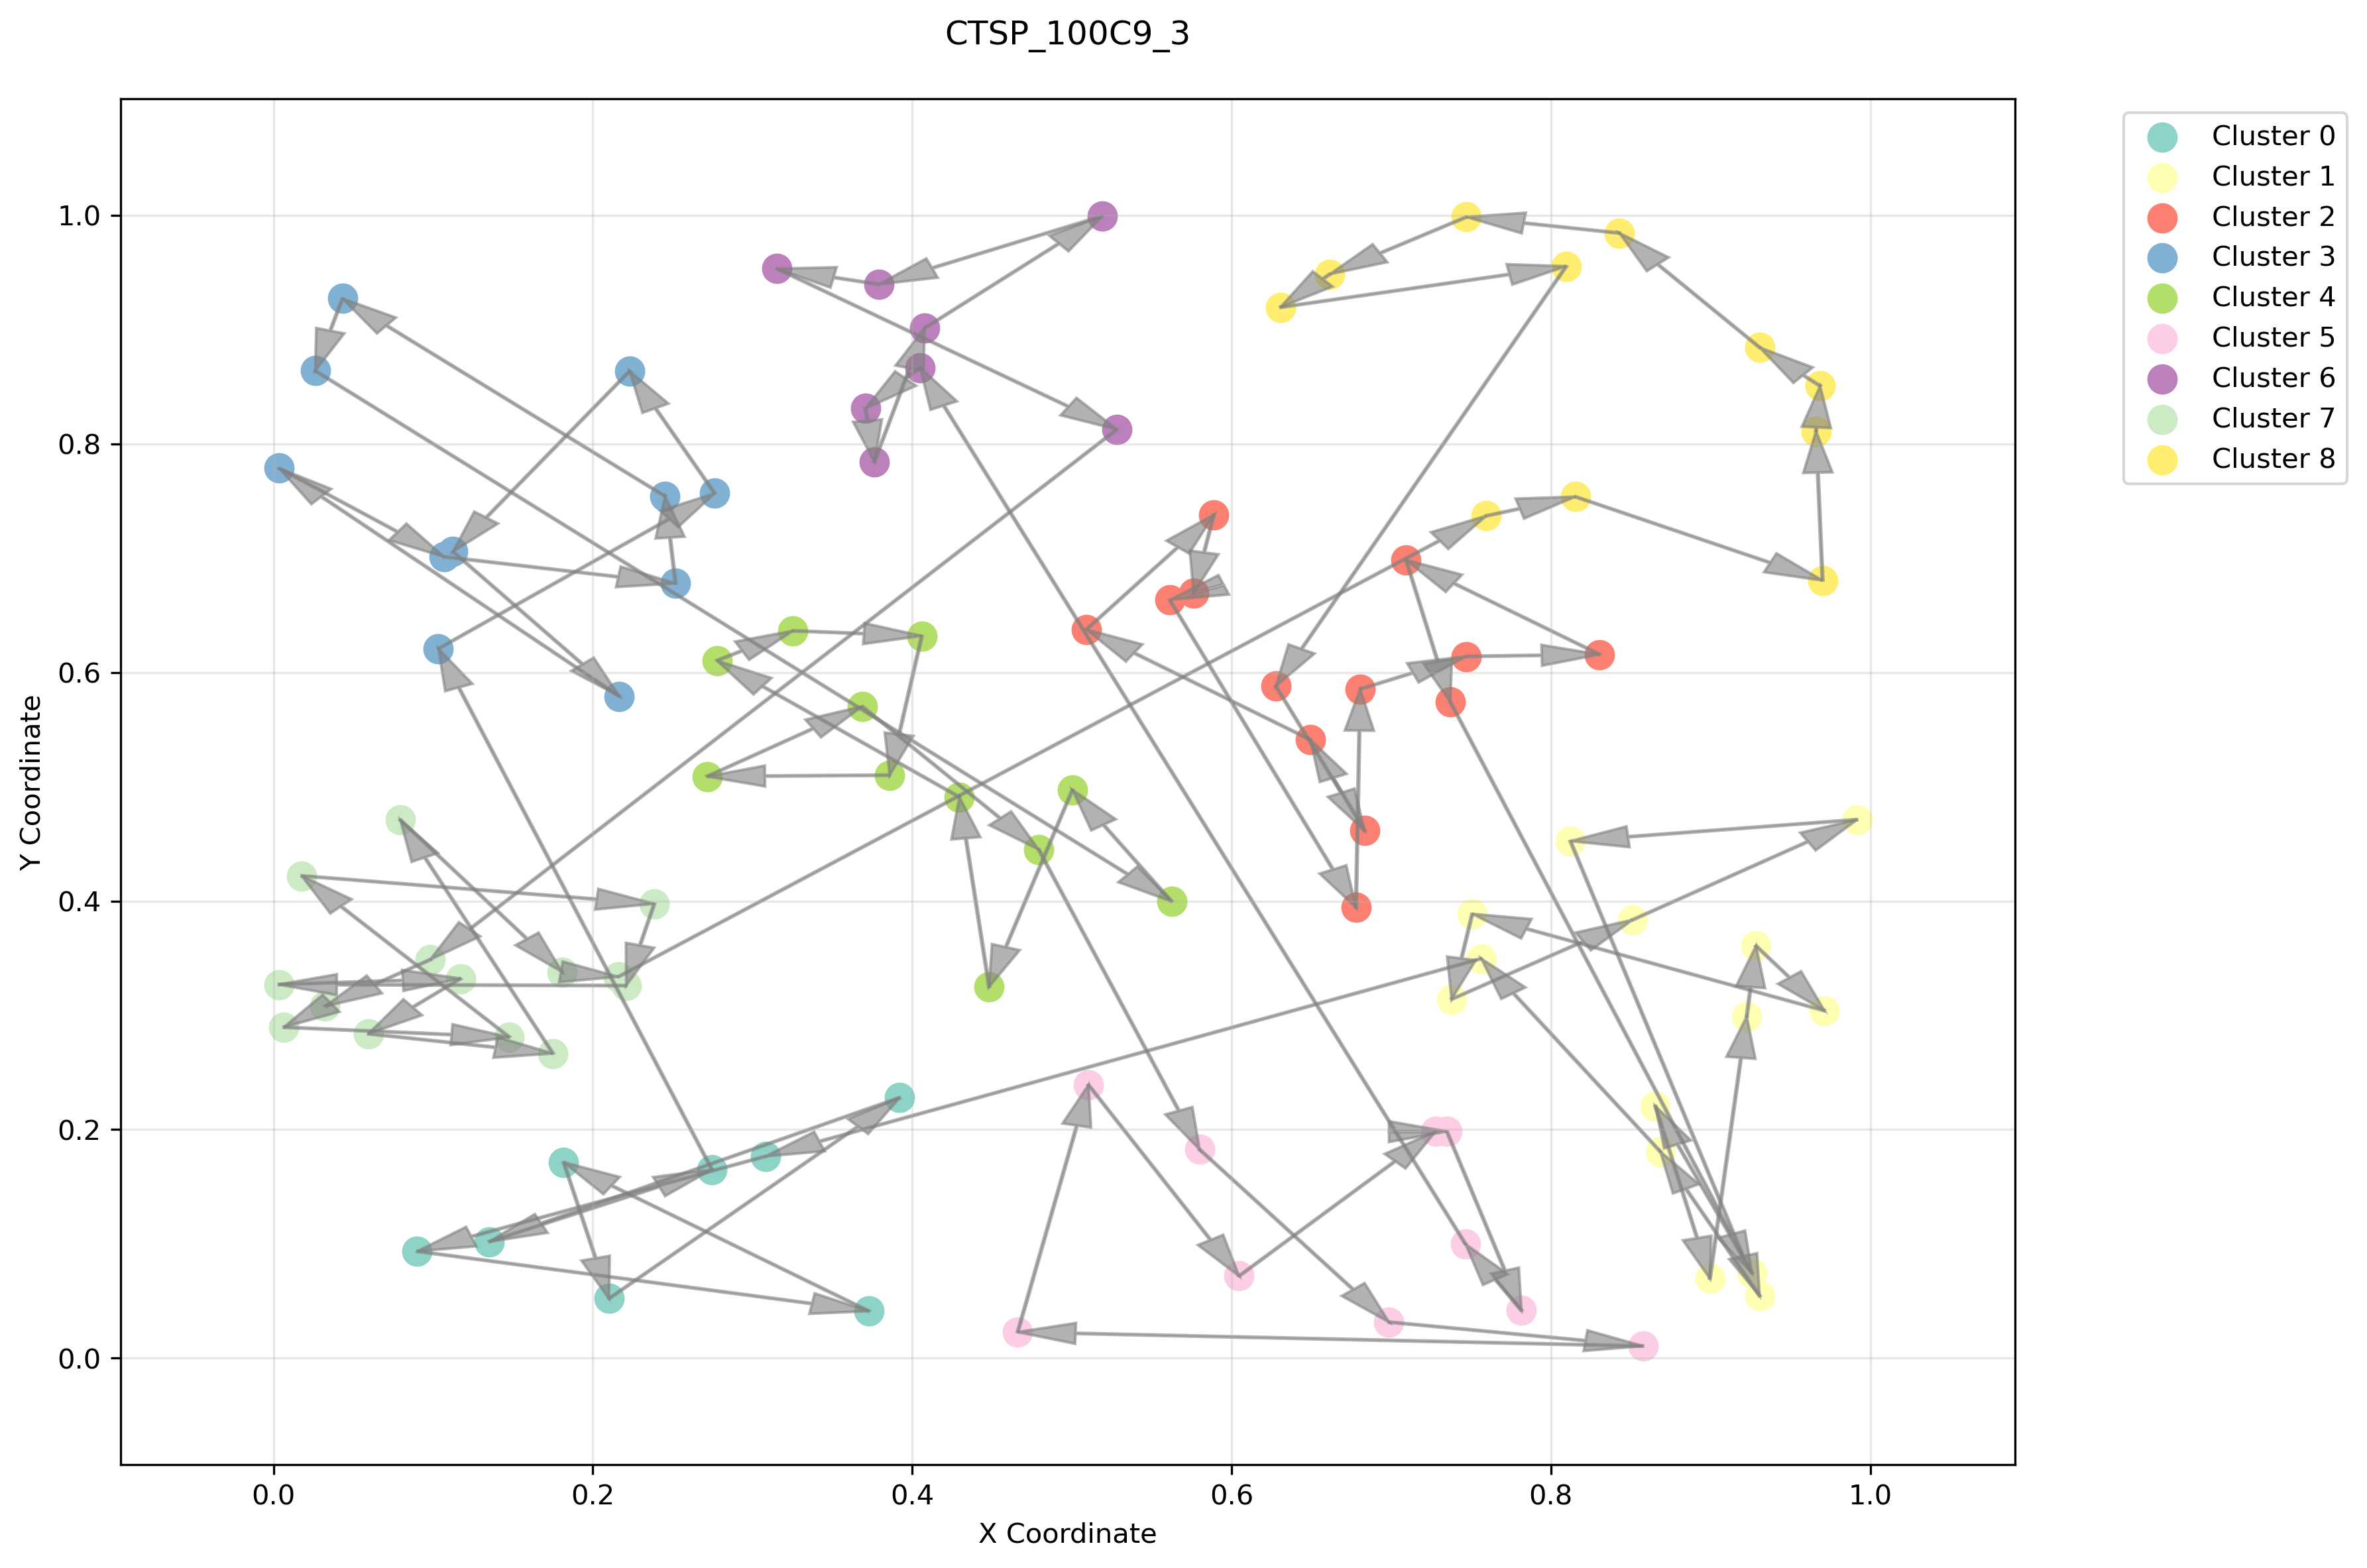 CTSP_100C9_3
Cluster 0
Cluster 1
Cluster 2
Cluster 3
Cluster 4
Cluster 5
Cluster 6
Cluster 7
Cluster 8
Y Coordinate
1.0
0.8
0.6
0.4
0.2
0.0
0.0 0.2 0.4 0.6 0.8 1.0
X Coordinate